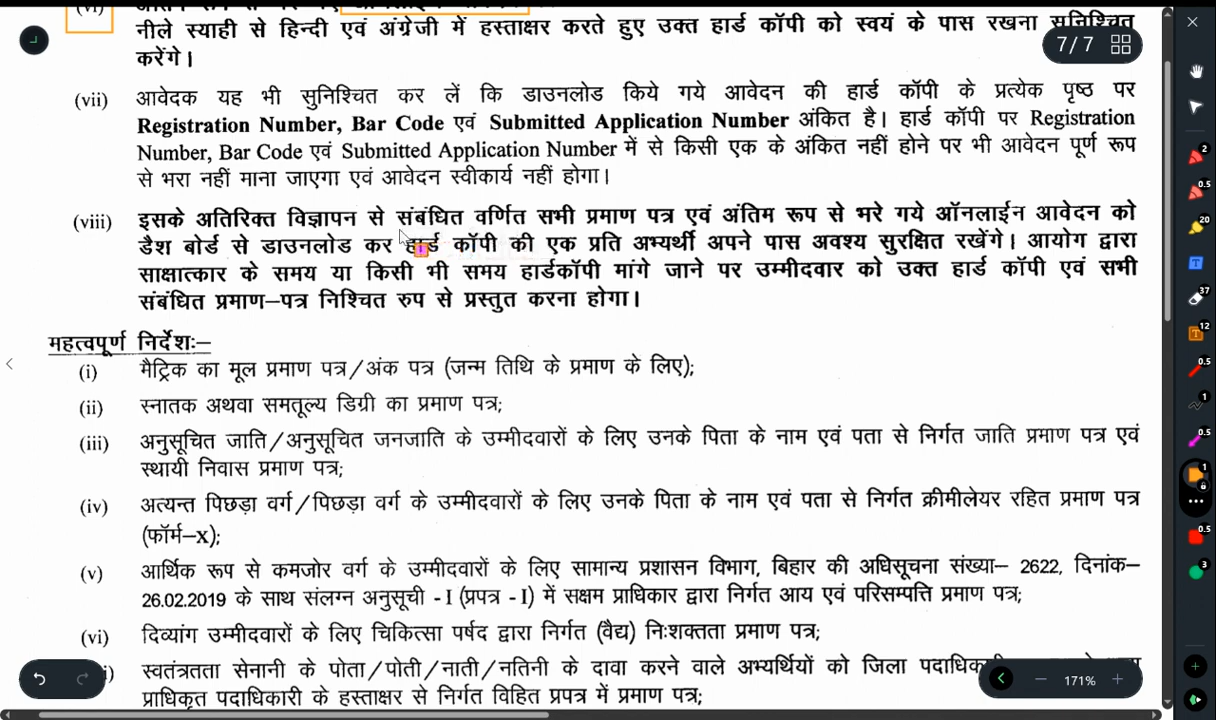 (vi)
नीले स्याही से हिन्दी एवं अंग्रेजी में हस्ताक्षर करते हुए उक्त हार्ड कॉपी को स्वयं के पास रखना सुनिश्चित
करेंगे।
7/7
(vii) आवेदक यह भी सुनिश्चित कर लें कि डाउनलोड किये गये आवेदन की हार्ड कॉपी के प्रत्येक पृष्ठ पर
Registration Number, Bar Code एवं Submitted Application Number अंकित है। हार्ड कॉपी पर Registration
Number, Bar Code एवं Submitted Application Number में से किसी एक के अंकित नहीं होने पर भी आवेदन पूर्ण रूप
से भरा नहीं माना जाएगा एवं आवेदन स्वीकार्य नहीं होगा।
(viii) इसके अतिरिक्त विज्ञापन से संबंधित वर्णित सभी प्रमाण पत्र एवं अंतिम रूप से भरे गये ऑनलाईन आवेदन को
डैश बोर्ड से डाउनलोड कर हार्ड कॉपी की एक प्रति अभ्यर्थी अपने पास अवश्य सुरक्षित रखेंगे। आयोग द्वारा
साक्षात्कार के समय या किसी भी समय हार्डकॉपी मांगे जाने पर उम्मीदवार को उक्त हार्ड कॉपी एवं सभी
संबंधित प्रमाण–पत्र निश्चित रुप से प्रस्तुत करना होगा।
महत्वपूर्ण निर्देशः–
(i) मैट्रिक का मूल प्रमाण पत्र/अंक पत्र (जन्म तिथि के प्रमाण के लिए);
(ii) स्नातक अथवा समतूल्य डिग्री का प्रमाण पत्र;
(iii) अनुसूचित जाति/अनुसूचित जनजाति के उम्मीदवारों के लिए उनके पिता के नाम एवं पता से निर्गत जाति प्रमाण पत्र एवं
स्थायी निवास प्रमाण पत्र;
(iv) अत्यन्त पिछड़ा वर्ग/पिछड़ा वर्ग के उम्मीदवारों के लिए उनके पिता के नाम एवं पता से निर्गत क्रीमीलेयर रहित प्रमाण पत्र
(फॉर्म–x);
(v) आर्थिक रूप से कमजोर वर्ग के उम्मीदवारों के लिए सामान्य प्रशासन विभाग, बिहार की अधिसूचना संख्या– 2622, दिनांक–
26.02.2019 के साथ संलग्न अनुसूची -I (प्रपत्र -I) में सक्षम प्राधिकार द्वारा निर्गत आय एवं परिसम्पत्ति प्रमाण पत्र;
(vi) दिव्यांग उम्मीदवारों के लिए चिकित्सा पर्षद द्वारा निर्गत (वैद्य) निःशक्तता प्रमाण पत्र;
स्वतंत्रतता सेनानी के पोता/पोती/नाती/नतिनी के दावा करने वाले अभ्यर्थियों को जिला
प्राधिकृत पदाधिकारी के हस्ताक्षर से निर्गत विहित प्रपत्र में प्रमाण पत्र;
171%